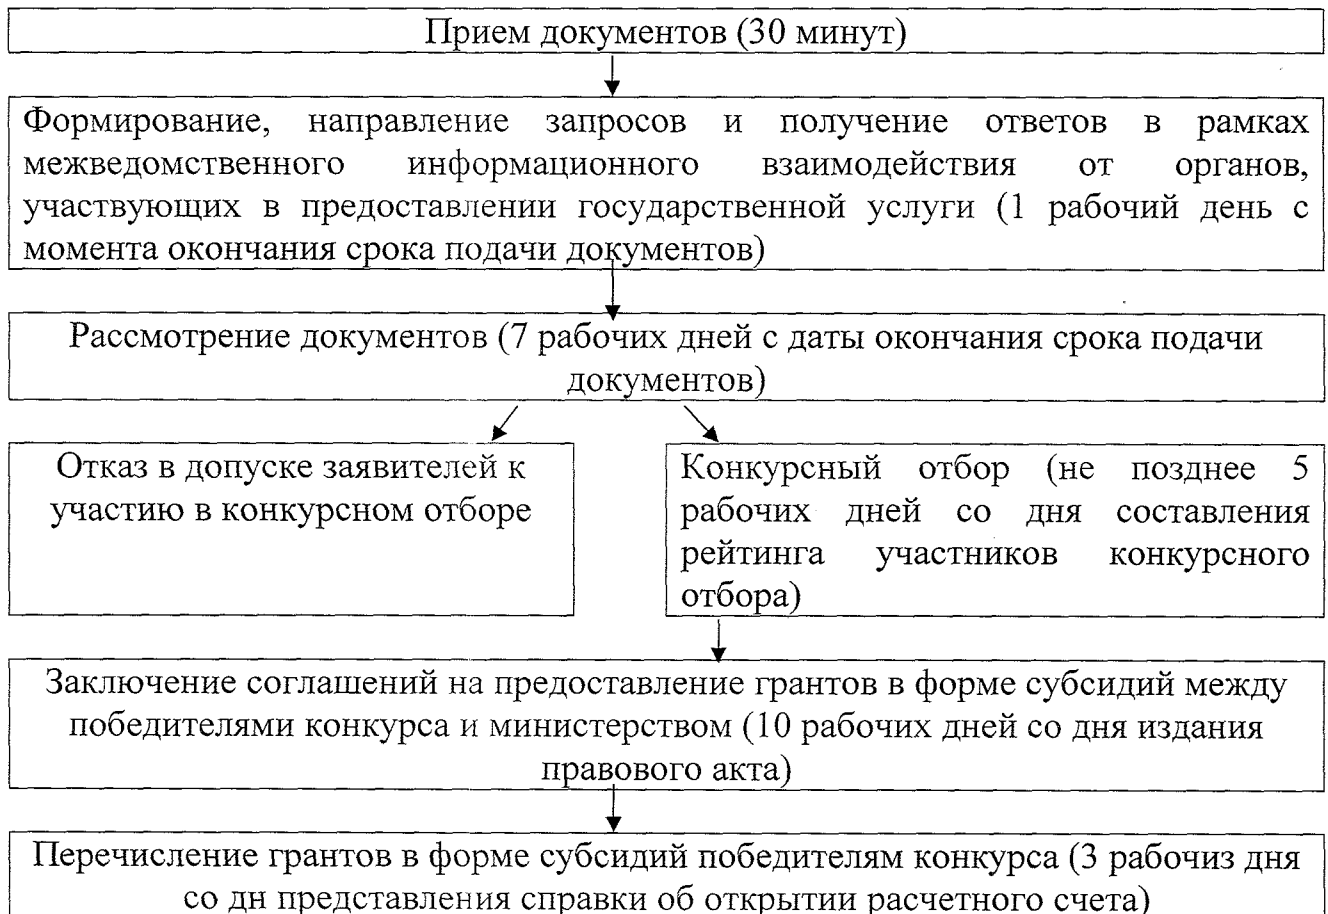 Прием документов (30 минут)
Формирование, направление запросов и получение ответов в рамках
межведомственного информационного взаимодействия от органов,
участвующих в предоставлении государственной услуги (1 рабочий день с
момента окончания срока подачи документов)
Рассмотрение документов (7 рабочих дней с даты окончания срока подачи
документов)
Отказ в допуске заявителей к
участию в конкурсном отборе
Конкурсный отбор (не позднее 5
рабочих дней со дня составления
рейтинга участников конкурсного
отбора)
Заключение соглашений на предоставление грантов в форме субсидий между
победителями конкурса и министерством (10 рабочих дней со дня издания
правового акта)
Перечисление грантов в форме субсидий победителям конкурса (3 рабочиз дня
со дн представления справки об открытии расчетного счета)